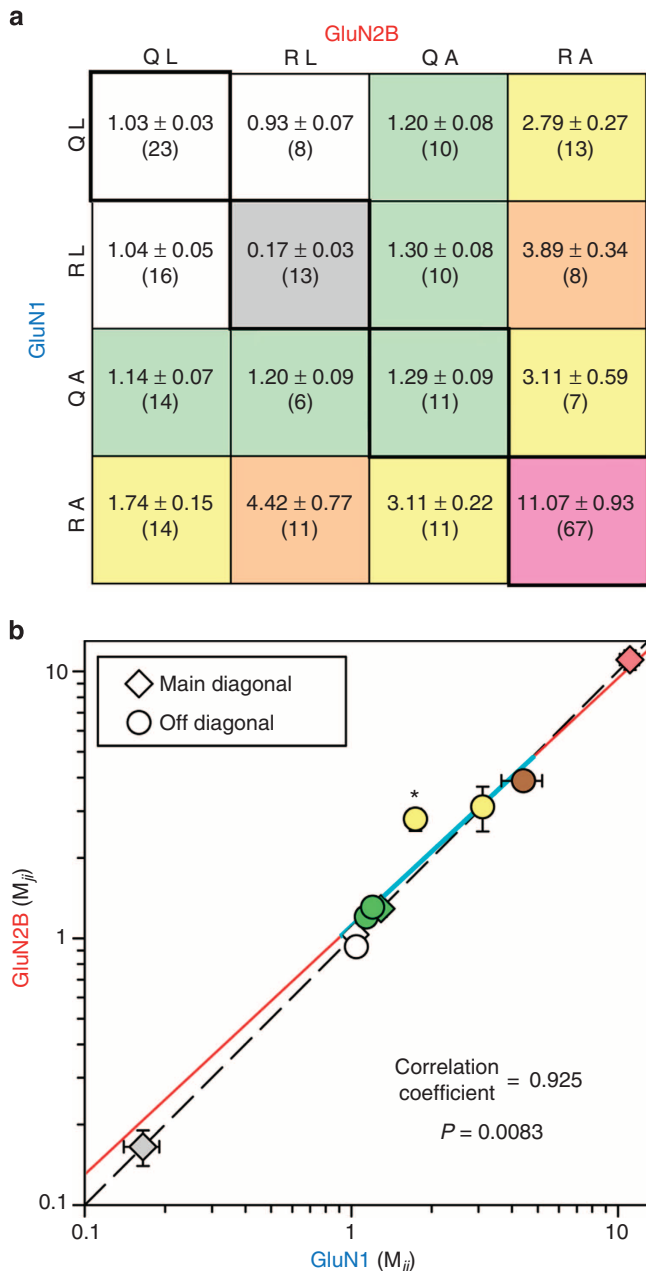 a
GluN2B
Q L R L Q A R A
GluN1
Q L
1.03 ± 0.03 0.93 ± 0.07 1.20 ± 0.08 2.79 ± 0.27
(23) (8) (10) (13)
R L
1.04 ± 0.05 0.17 ± 0.03 1.30 ± 0.08 3.89 ± 0.34
(16) (13) (10) (8)
Q A
1.14 ± 0.07 1.20 ± 0.09 1.29 ± 0.09 3.11 ± 0.59
(14) (6) (11) (7)
R A
1.74 ± 0.15 4.42 ± 0.77 3.11 ± 0.22 11.07 ± 0.93
(14) (11) (11) (67)
b
10
Main diagonal
Off diagonal
*
GluN2B (Mji)
1
Correlation
coefficient = 0.925
P = 0.0083
0.1
0.1 1 10
GluN1 (Mij)